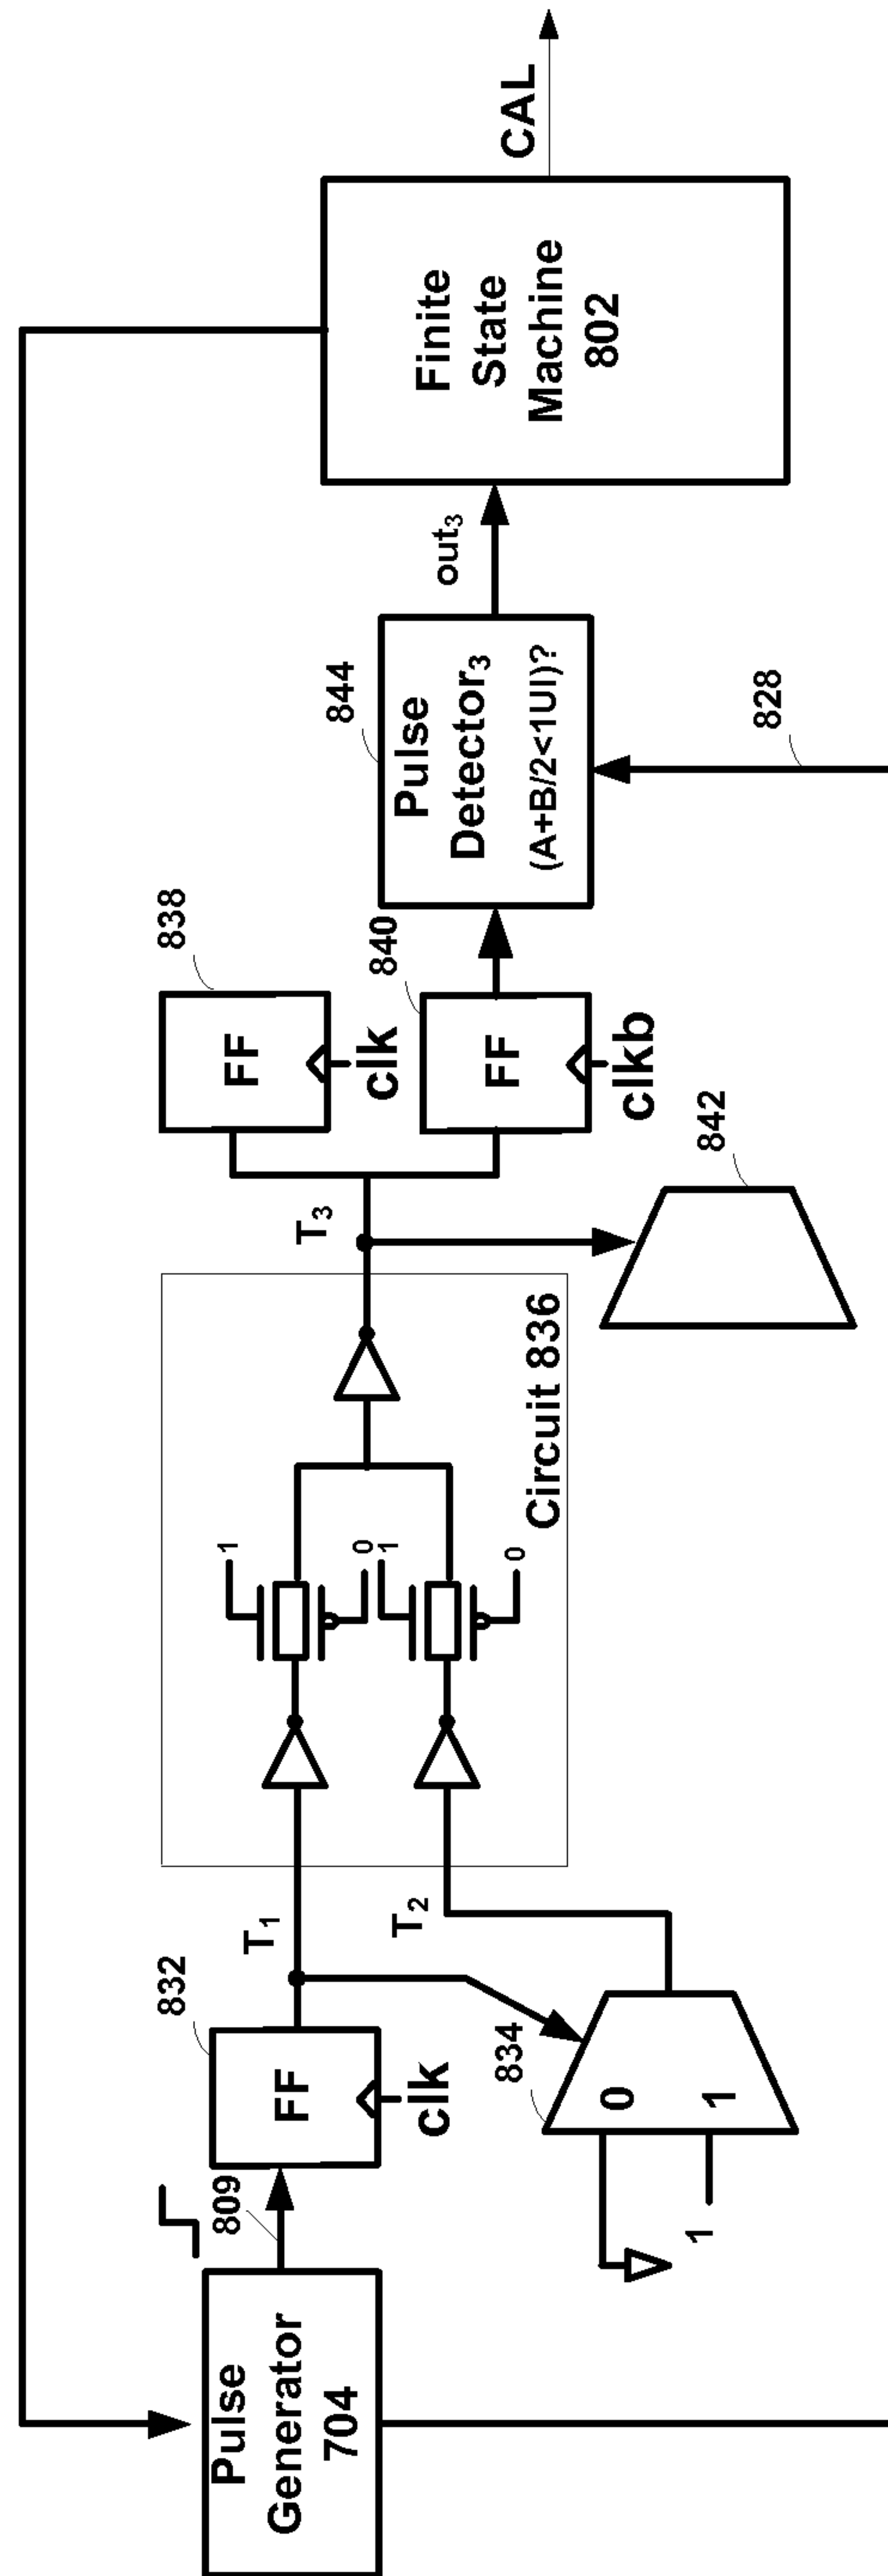 Pulse
Generator
704
809
832
FF
clk
T1
T2
834
0
1
1
1
0
1
0
Circuit 836
T3
842
838
FF
clk
840
FF
clkb
844
Pulse
Detector3
(A+B/2<1UI)?
828
out3
Finite
State
Machine
802
CAL